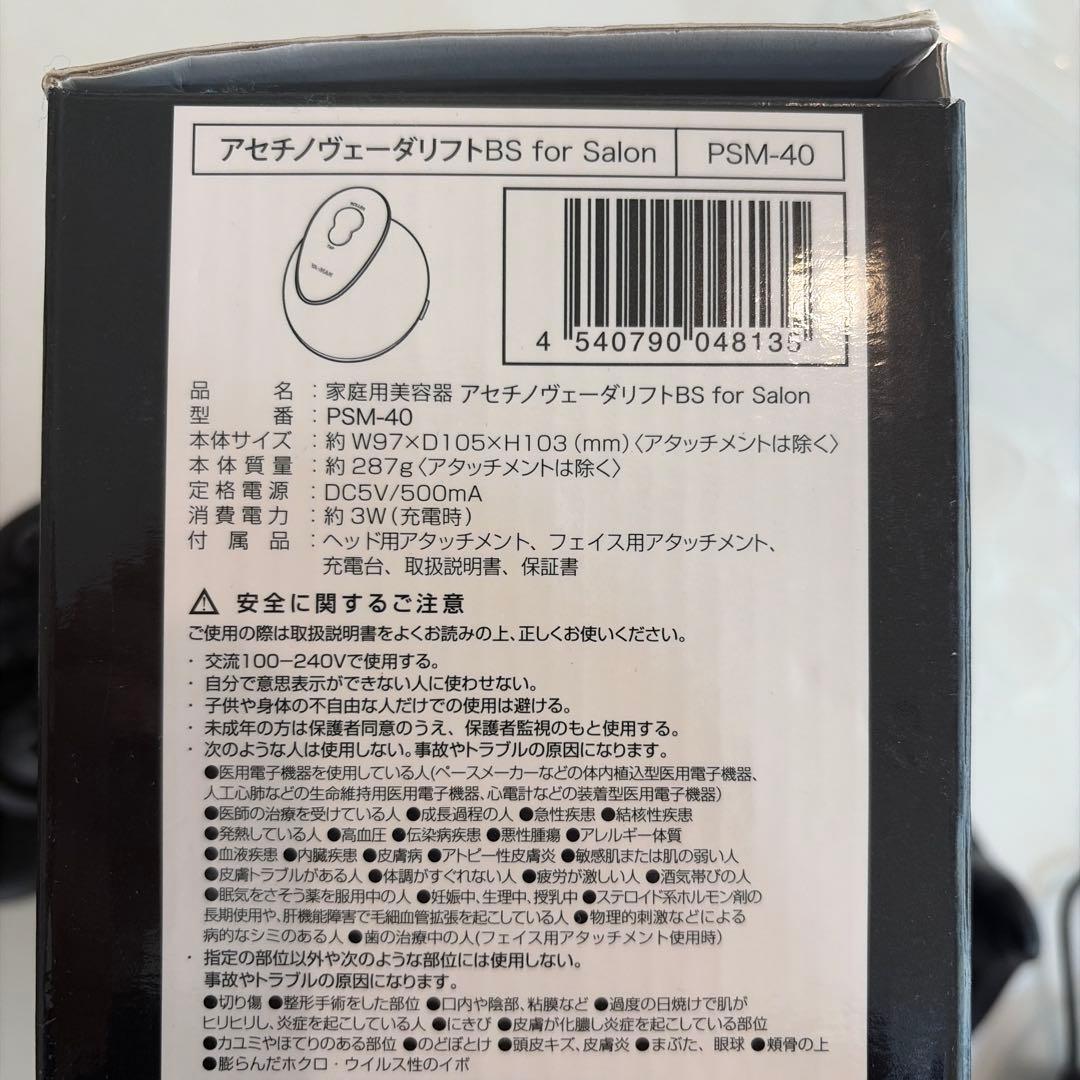 アセチノヴェーダリフトBS for Salon PSM-40
ROLLER
TAP
YA-MAN
4 540790 048135
品名：家庭用美容器 アセチノヴェーダリフトBS for Salon
型番：PSM-40
本体サイズ：約 W97×D105×H103（mm）〈アタッチメントは除く〉
本体質量：約 287g〈アタッチメントは除く〉
定格電源：DC5V/500mA
消費電力：約 3W（充電時）
付属品：ヘッド用アタッチメント、フェイス用アタッチメント、
充電台、取扱説明書、保証書
⚠ 安全に関するご注意
ご使用の際は取扱説明書をよくお読みの上、正しくお使いください。
・交流100−240Vで使用する。
・自分で意思表示ができない人に使わせない。
・子供や身体の不自由な人だけでの使用は避ける。
・未成年の方は保護者同意のうえ、保護者監視のもと使用する。
・次のような人は使用しない。事故やトラブルの原因になります。
●医用電子機器を使用している人（ペースメーカーなどの体内植込型医用電子機器、
人工心肺などの生命維持用医用電子機器、心電計などの装着型医用電子機器）
●医師の治療を受けている人 ●成長過程の人 ●急性疾患 ●結核性疾患
●発熱している人 ●高血圧 ●伝染病疾患 ●悪性腫瘍 ●アレルギー体質
●血液疾患 ●内臓疾患 ●皮膚病 ●アトピー性皮膚炎 ●敏感肌または肌の弱い人
●皮膚トラブルがある人 ●体調がすぐれない人 ●疲労が激しい人 ●酒気帯びの人
●眠気をさそう薬を服用中の人 ●妊娠中、生理中、授乳中 ●ステロイド系ホルモン剤の
長期使用や、肝機能障害で毛細血管拡張を起こしている人 ●物理的刺激などによる
病的なシミのある人 ●歯の治療中の人（フェイス用アタッチメント使用時）
・指定の部位以外や次のような部位には使用しない。
事故やトラブルの原因になります。
●切り傷 ●整形手術をした部位 ●口内や陰部、粘膜など ●過度の日焼けで肌が
ヒリヒリし、炎症を起こしている人 ●にきび ●皮膚が化膿し炎症を起こしている部位
●カユミやほてりのある部位 ●のどぼとけ ●頭皮キズ、皮膚炎 ●まぶた、眼球 ●頬骨の上
●膨らんだホクロ・ウイルス性のイボ